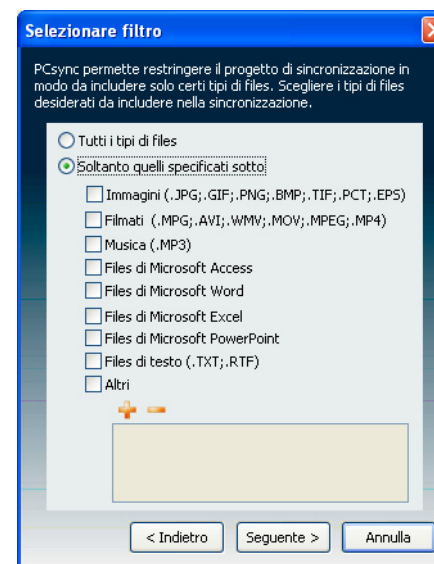 Selezionare filtro
PCsync permette restringere il progetto di sincronizzazione in
modo da includere solo certi tipi di files. Scegliere i tipi di files
desiderati da includere nella sincronizzazione.
Tutti i tipi di files
Soltanto quelli specificati sotto
Immagini (.JPG;.GIF;.PNG;.BMP;.TIF;.PCT;.EPS)
Filmati (.MPG;.AVI;.WMV;.MOV;.MPEG;.MP4)
Musica (.MP3)
Files di Microsoft Access
Files di Microsoft Word
Files di Microsoft Excel
Files di Microsoft PowerPoint
Files di testo (.TXT;.RTF)
Altri
< Indietro
Seguente >
Annulla